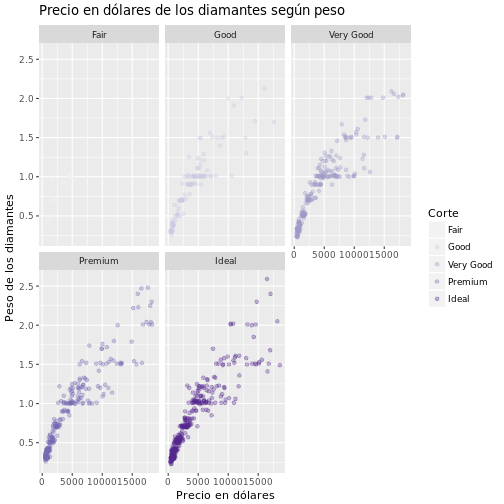 Precio en dólares de los diamantes según peso
Fair
Good
Very Good
2.5
2.0
1.5
1.0
0.5
0
5000
10000
15000
Premium
Ideal
2.5
2.0
1.5
1.0
0.5
0
5000
10000
15000
0
5000
10000
15000
Peso de los diamantes
Precio en dólares
Corte
Fair
Good
Very Good
Premium
Ideal